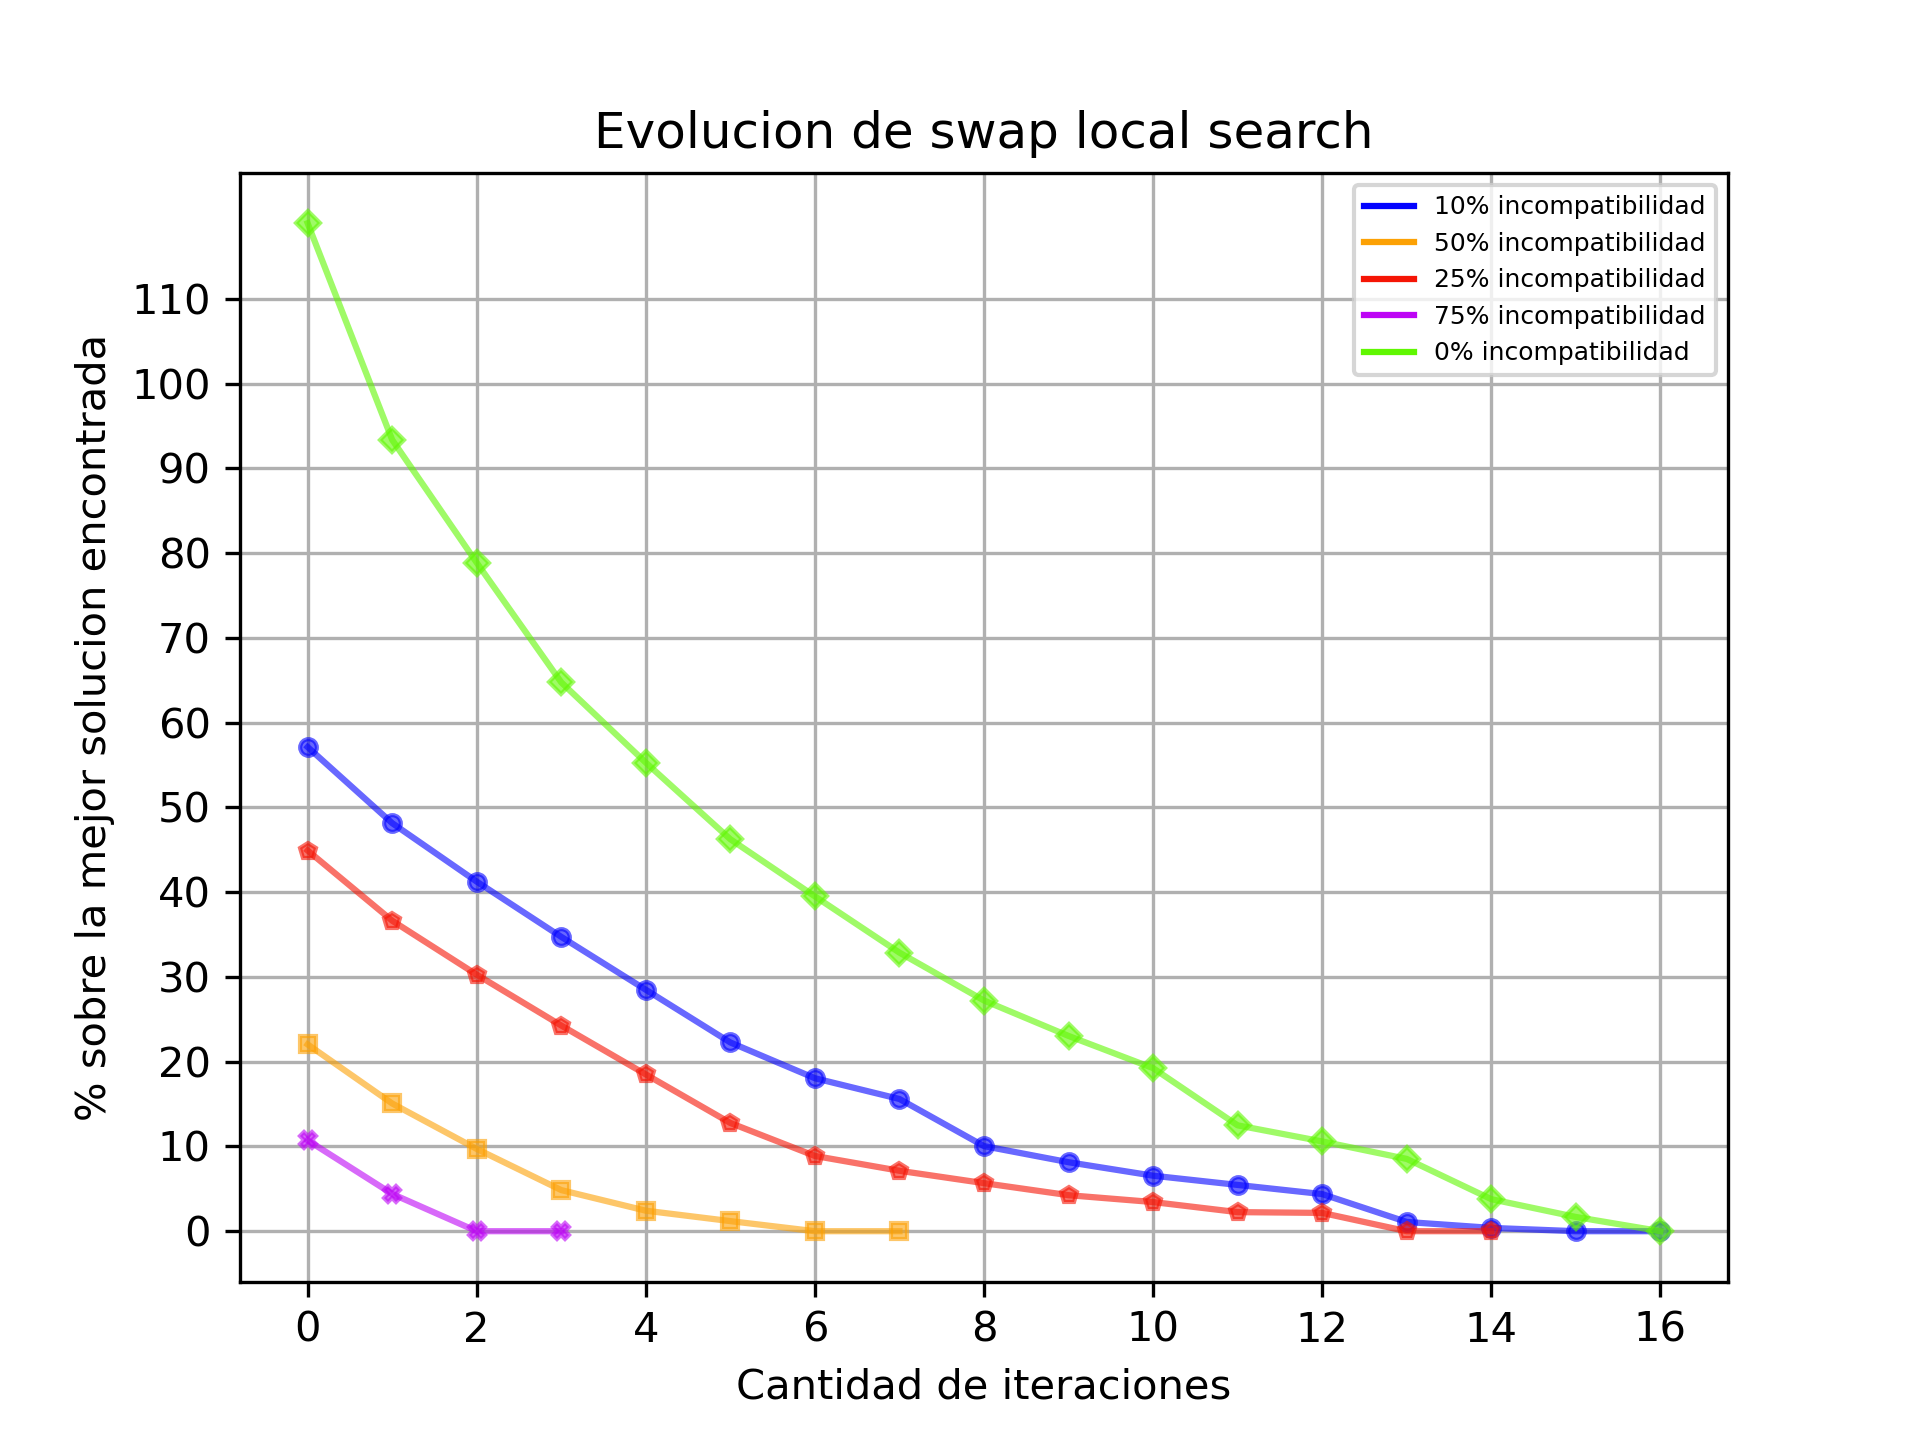 Evolucion de swap local search
10% incompatibilidad
50% incompatibilidad
25% incompatibilidad
75% incompatibilidad
0% incompatibilidad
% sobre la mejor solucion encontrada
110
100
90
80
70
60
50
40
30
20
10
0
0 2 4 6 8 10 12 14 16
Cantidad de iteraciones